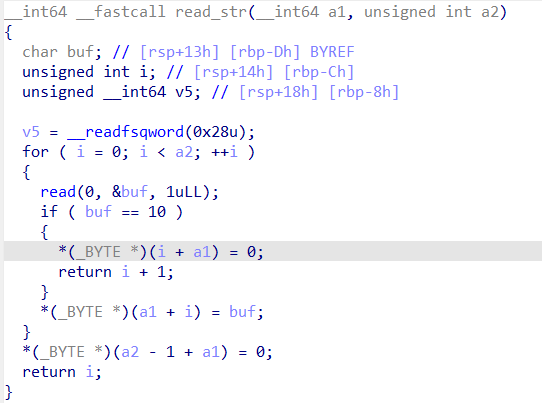 __int64 __fastcall read_str(__int64 a1, unsigned int a2)
{
  char buf; // [rsp+13h] [rbp-Dh] BYREF
  unsigned int i; // [rsp+14h] [rbp-Ch]
  unsigned __int64 v5; // [rsp+18h] [rbp-8h]

  v5 = __readfsqword(0x28u);
  for ( i = 0; i < a2; ++i )
  {
    read(0, &buf, 1uLL);
    if ( buf == 10 )
    {
      *(_BYTE *)(i + a1) = 0;
      return i + 1;
    }
    *(_BYTE *)(a1 + i) = buf;
  }
  *(_BYTE *)(a2 - 1 + a1) = 0;
  return i;
}